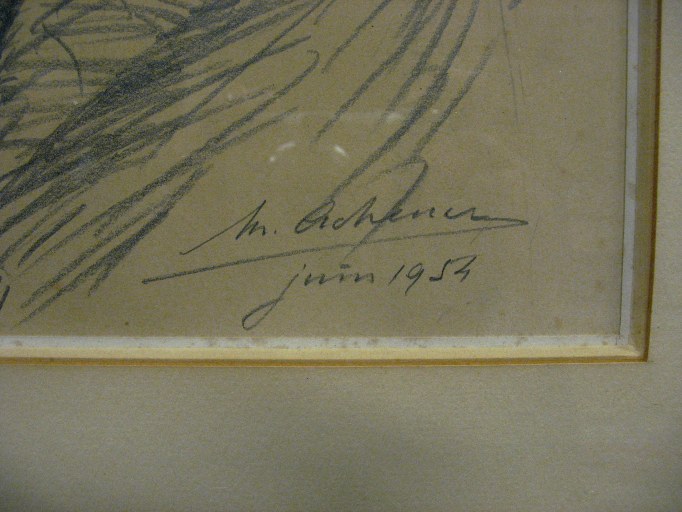 M. Achener
juin 1954